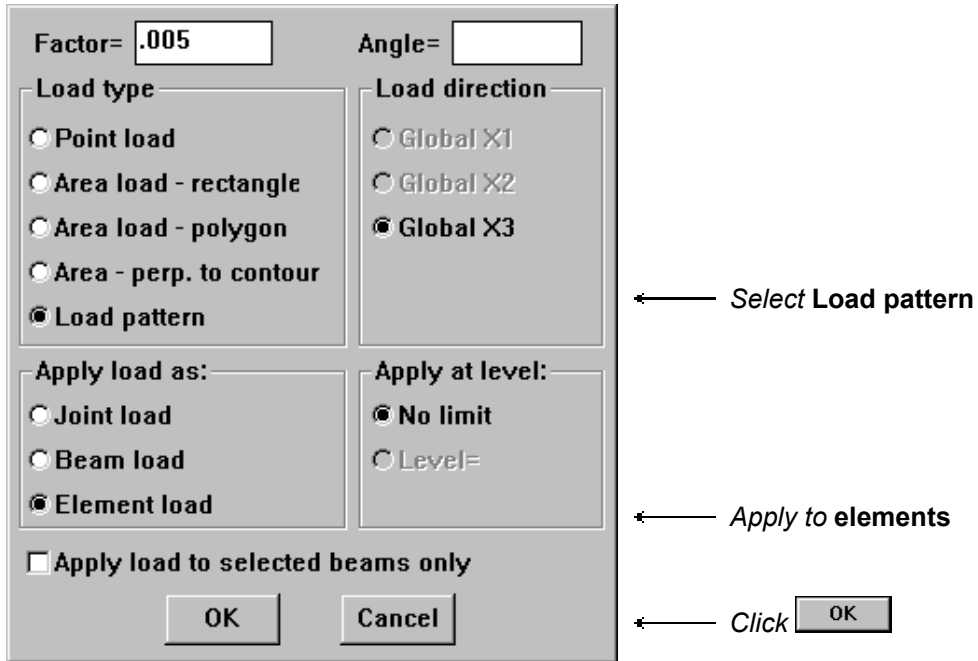 Factor= .005 Angle=
Load type Load direction
Point load Global X1
Area load - rectangle Global X2
Area load - polygon Global X3
Area - perp. to contour
Load pattern
Select Load pattern
Apply load as: Apply at level:
Joint load No limit
Beam load Level=
Element load
Apply to elements
Apply load to selected beams only
OK Cancel
Click OK